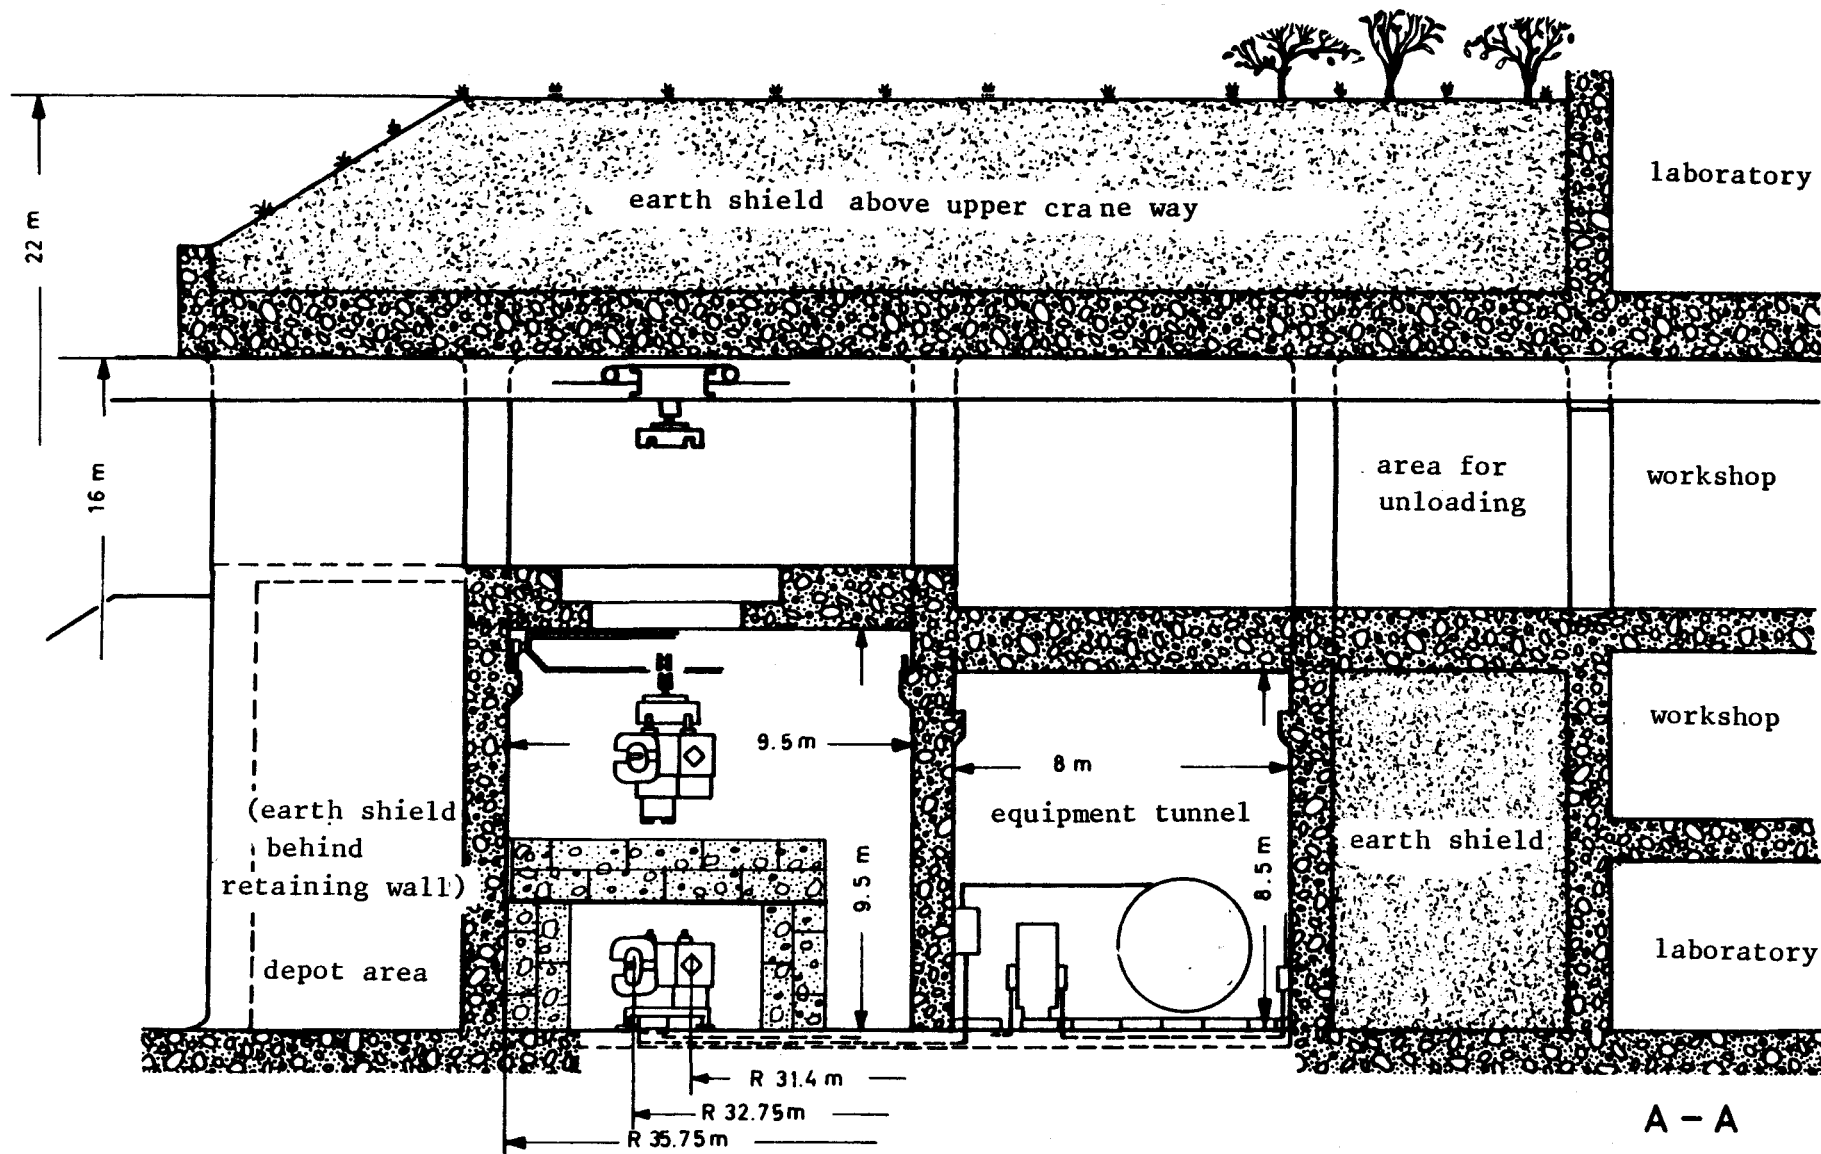 laboratory
earth shield above upper crane way
22 m
16 m
area for
unloading
workshop
9.5 m
8 m
workshop
(earth shield
behind
retaining wall)
equipment tunnel
9.5 m
8.5 m
earth shield
depot area
laboratory
R 31.4 m
R 32.75m
R 35.75m
A - A